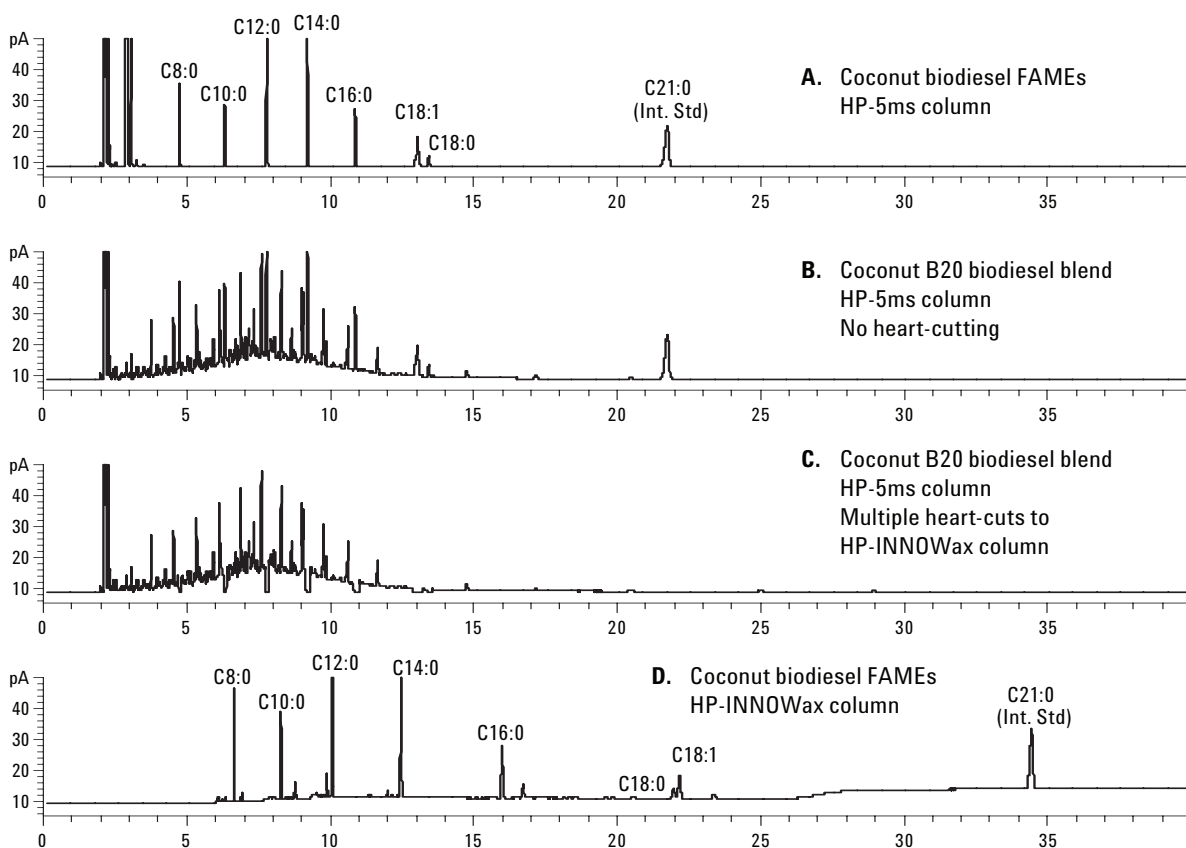 pA
40
30
20
10
C8:0
C10:0
C12:0
C14:0
C16:0
C18:1
C18:0
C21:0
(Int. Std)
A. Coconut biodiesel FAMEs
HP-5ms column
0 5 10 15 20 25 30 35
pA
40
30
20
10
B. Coconut B20 biodiesel blend
HP-5ms column
No heart-cutting
0 5 10 15 20 25 30 35
pA
40
30
20
10
C. Coconut B20 biodiesel blend
HP-5ms column
Multiple heart-cuts to
HP-INNOWax column
0 5 10 15 20 25 30 35
pA
40
30
20
10
C8:0
C10:0
C12:0
C14:0
C16:0
C18:0
C18:1
C21:0
(Int. Std)
D. Coconut biodiesel FAMEs
HP-INNOWax column
0 5 10 15 20 25 30 35